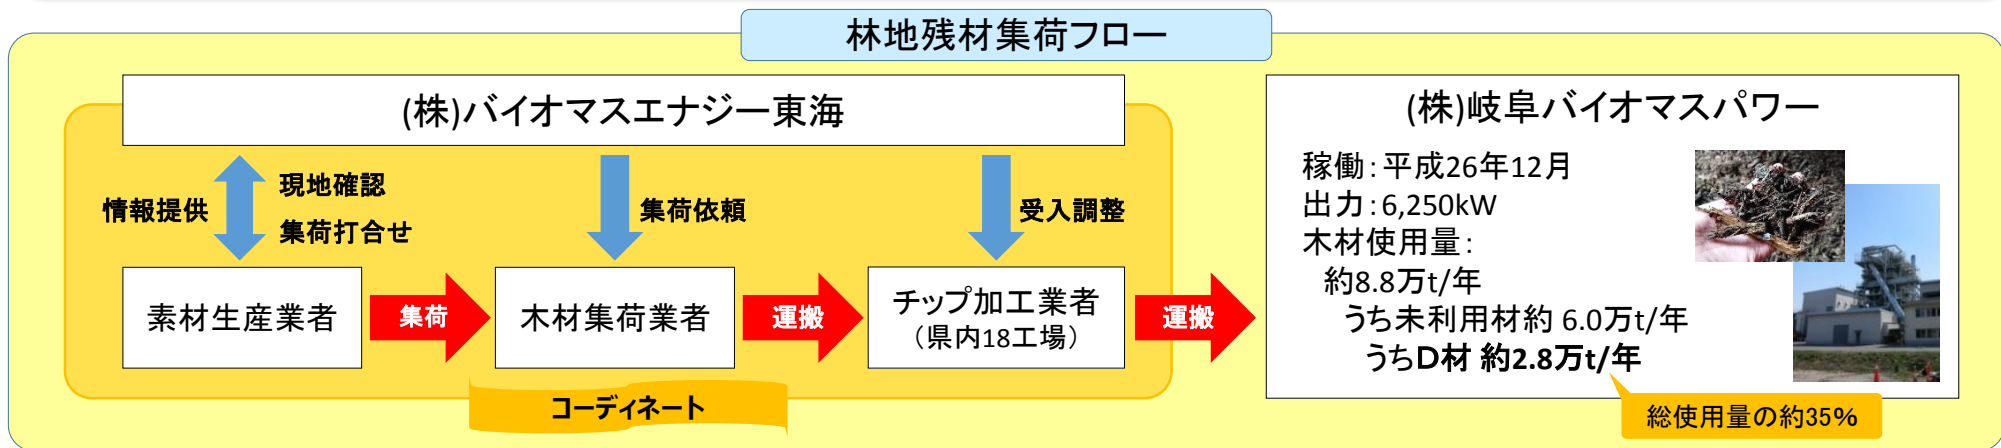 林地残材集荷フロー
(株)バイオマスエナジー東海
情報提供
現地確認
集荷打合せ
集荷依頼
受入調整
素材生産業者
集荷
木材集荷業者
運搬
チップ加工業者
（県内18工場）
運搬
コーディネート
(株)岐阜バイオマスパワー
稼働：平成26年12月
出力：6,250kW
木材使用量：
約8.8万t/年
うち未利用材約 6.0万t/年
うちD材 約2.8万t/年
総使用量の約35%